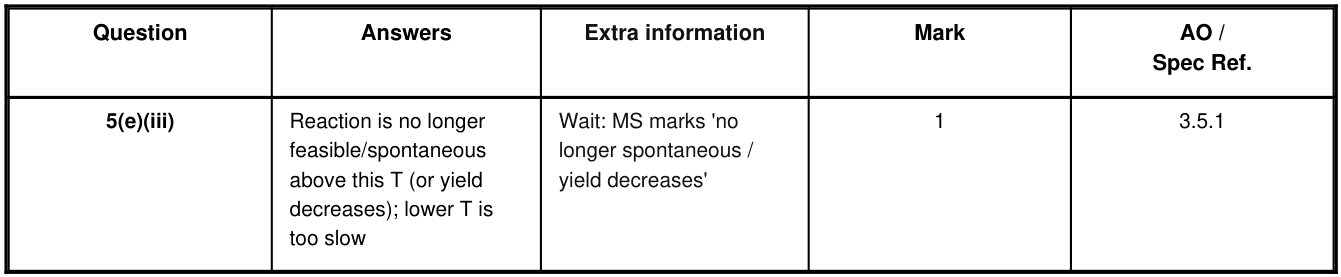 Question Answers Extra information Mark AO /
Spec Ref.
5(e)(iii) Reaction is no longer Wait: MS marks 'no 1 3.5.1
feasible/spontaneous longer spontaneous /
above this T (or yield yield decreases'
decreases); lower T is
too slow